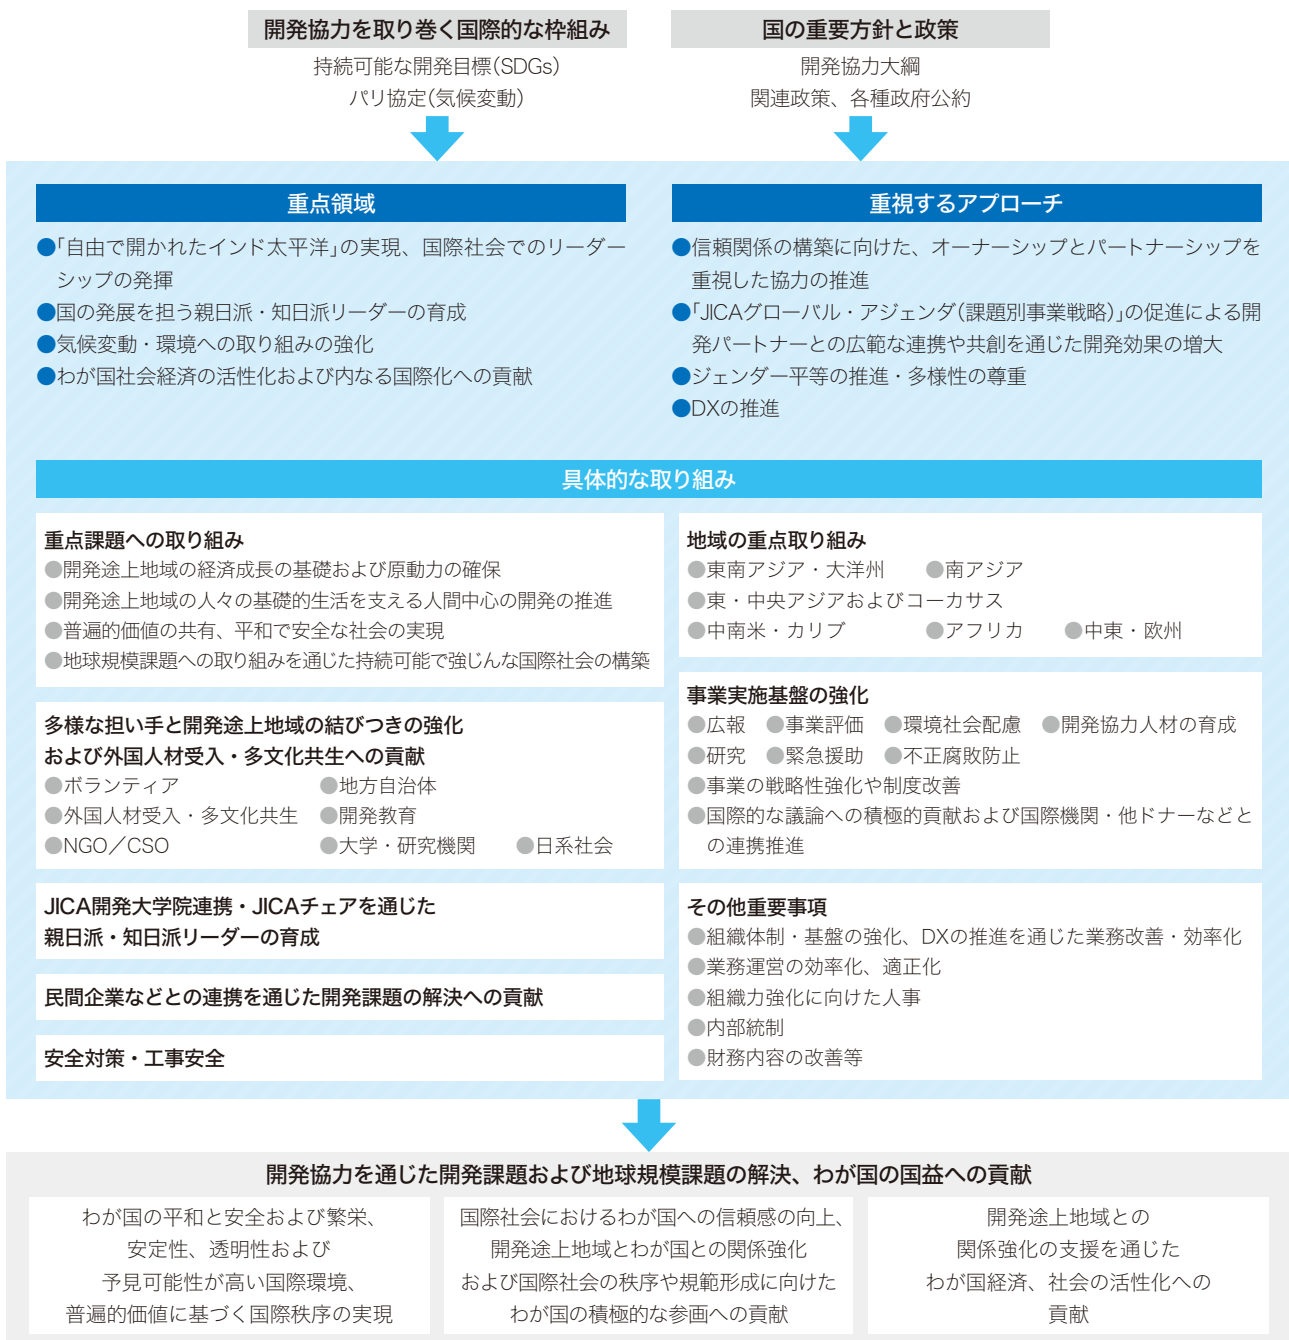 開発協力を取り巻く国際的な枠組み
持続可能な開発目標(SDGs)
パリ協定(気候変動)
国の重要方針と政策
開発協力大綱
関連政策、各種政府公約
重点領域
●「自由で開かれたインド太平洋」の実現、国際社会でのリーダー
シップの発揮
●国の発展を担う親日派・知日派リーダーの育成
●気候変動・環境への取り組みの強化
●わが国社会経済の活性化および内なる国際化への貢献
重視するアプローチ
●信頼関係の構築に向けた、オーナーシップとパートナーシップを
重視した協力の推進
●「JICAグローバル・アジェンダ(課題別事業戦略)」の促進による開
発パートナーとの広範な連携や共創を通じた開発効果の増大
●ジェンダー平等の推進・多様性の尊重
●DXの推進
具体的な取り組み
重点課題への取り組み
●開発途上地域の経済成長の基礎および原動力の確保
●開発途上地域の人々の基礎的生活を支える人間中心の開発の推進
●普遍的価値の共有、平和で安全な社会の実現
●地球規模課題への取り組みを通じた持続可能で強じんな国際社会の構築
多様な担い手と開発途上地域の結びつきの強化
および外国人材受入・多文化共生への貢献
●ボランティア ●地方自治体
●外国人材受入・多文化共生 ●開発教育
●NGO/CSO ●大学・研究機関 ●日系社会
JICA開発大学院連携・JICAチェアを通じた
親日派・知日派リーダーの育成
民間企業などとの連携を通じた開発課題の解決への貢献
安全対策・工事安全
地域の重点取り組み
●東南アジア・大洋州 ●南アジア
●東・中央アジアおよびコーカサス
●中南米・カリブ ●アフリカ ●中東・欧州
事業実施基盤の強化
●広報 ●事業評価 ●環境社会配慮 ●開発協力人材の育成
●研究 ●緊急援助 ●不正腐敗防止
●事業の戦略性強化や制度改善
●国際的な議論への積極的貢献および国際機関・他ドナーなどと
の連携推進
その他重要事項
●組織体制・基盤の強化、DXの推進を通じた業務改善・効率化
●業務運営の効率化、適正化
●組織力強化に向けた人事
●内部統制
●財務内容の改善等
開発協力を通じた開発課題および地球規模課題の解決、わが国の国益への貢献
わが国の平和と安全および繁栄、
安定性、透明性および
予見可能性が高い国際環境、
普遍的価値に基づく国際秩序の実現
国際社会におけるわが国への信頼感の向上、
開発途上地域とわが国との関係強化
および国際社会の秩序や規範形成に向けた
わが国の積極的な参画への貢献
開発途上地域との
関係強化の支援を通じた
わが国経済、社会の活性化への
貢献